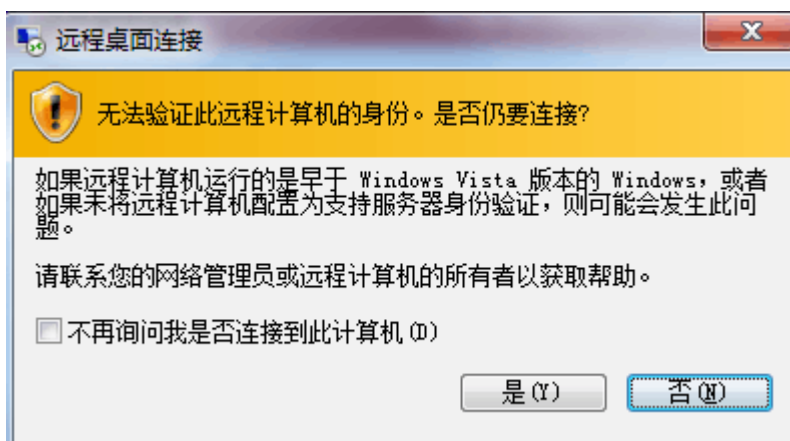 远程桌面连接
无法验证此远程计算机的身份。是否仍要连接?
如果远程计算机运行的是早于 Windows Vista 版本的 Windows，或者
如果未将远程计算机配置为支持服务器身份验证，则可能会发生此问
题。
请联系您的网络管理员或远程计算机的所有者以获取帮助。
不再询问我是否连接到此计算机(D)
是(Y) 否(N)